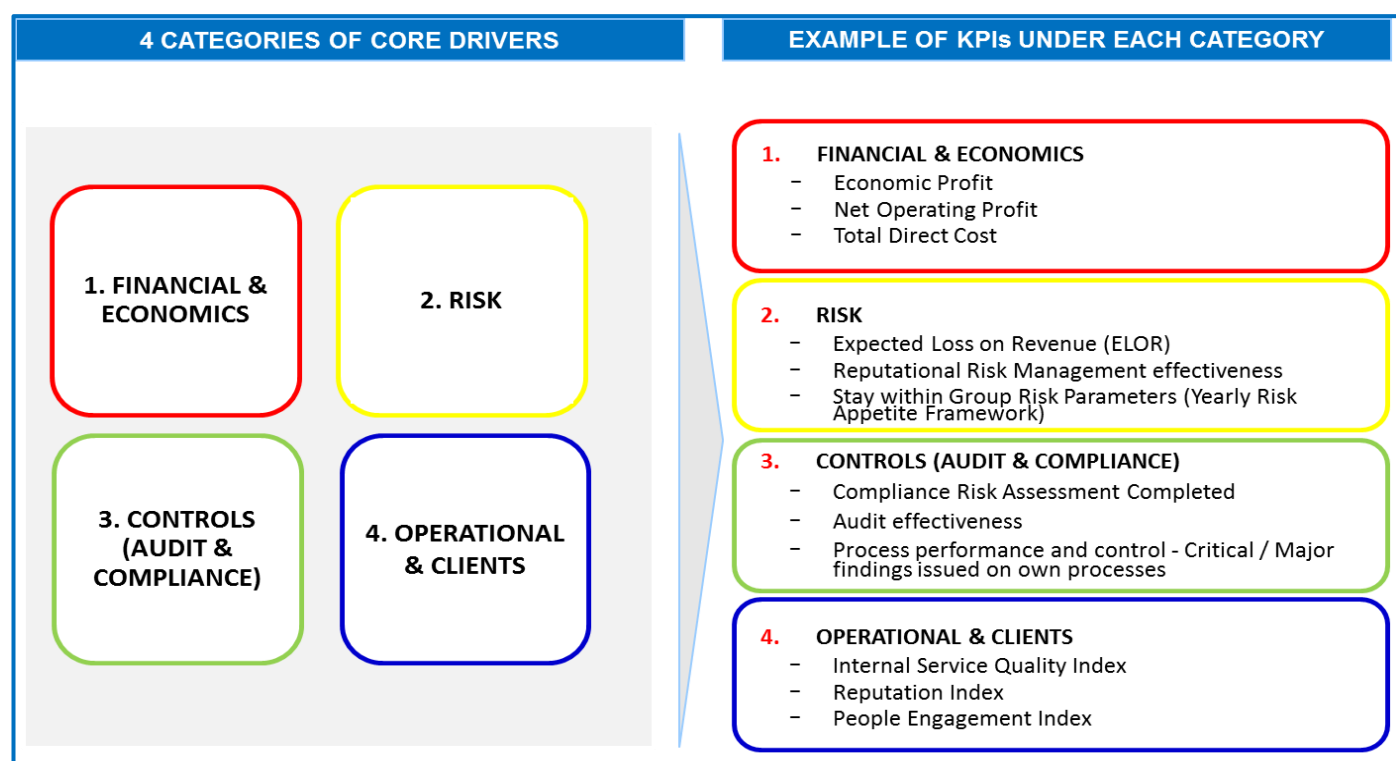 4 CATEGORIES OF CORE DRIVERS
1. FINANCIAL &
ECONOMICS
2. RISK
3. CONTROLS
(AUDIT &
COMPLIANCE)
4. OPERATIONAL
& CLIENTS
EXAMPLE OF KPIs UNDER EACH CATEGORY
1. FINANCIAL & ECONOMICS
− Economic Profit
− Net Operating Profit
− Total Direct Cost
2. RISK
− Expected Loss on Revenue (ELOR)
− Reputational Risk Management effectiveness
− Stay within Group Risk Parameters (Yearly Risk
Appetite Framework)
3. CONTROLS (AUDIT & COMPLIANCE)
− Compliance Risk Assessment Completed
− Audit effectiveness
− Process performance and control - Critical / Major
findings issued on own processes
4. OPERATIONAL & CLIENTS
− Internal Service Quality Index
− Reputation Index
− People Engagement Index